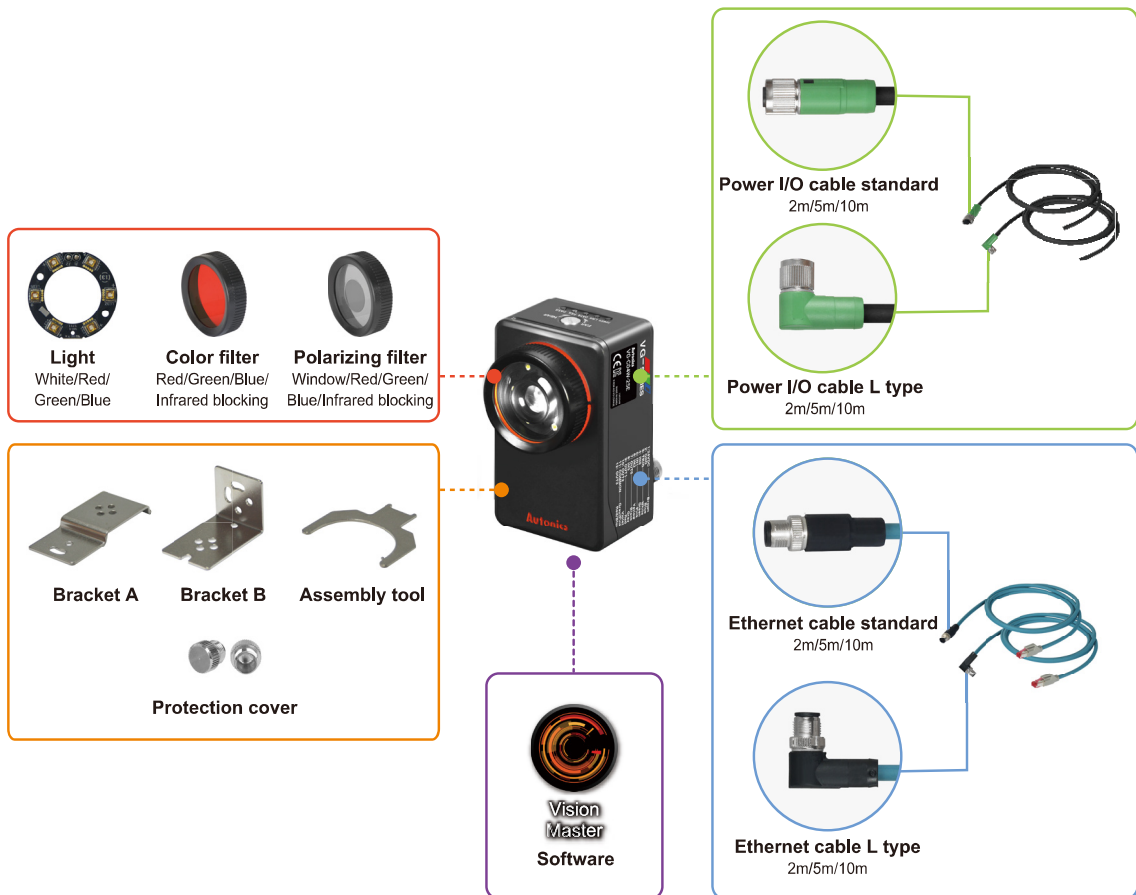 Power I/O cable standard
2m/5m/10m
Power I/O cable L type
2m/5m/10m
Light
White/Red/
Green/Blue
Color filter
Red/Green/Blue/
Infrared blocking
Polarizing filter
Window/Red/Green/
Blue/Infrared blocking
Autonics
Bracket A
Bracket B
Assembly tool
Protection cover
Vision
Master
Software
Ethernet cable standard
2m/5m/10m
Ethernet cable L type
2m/5m/10m